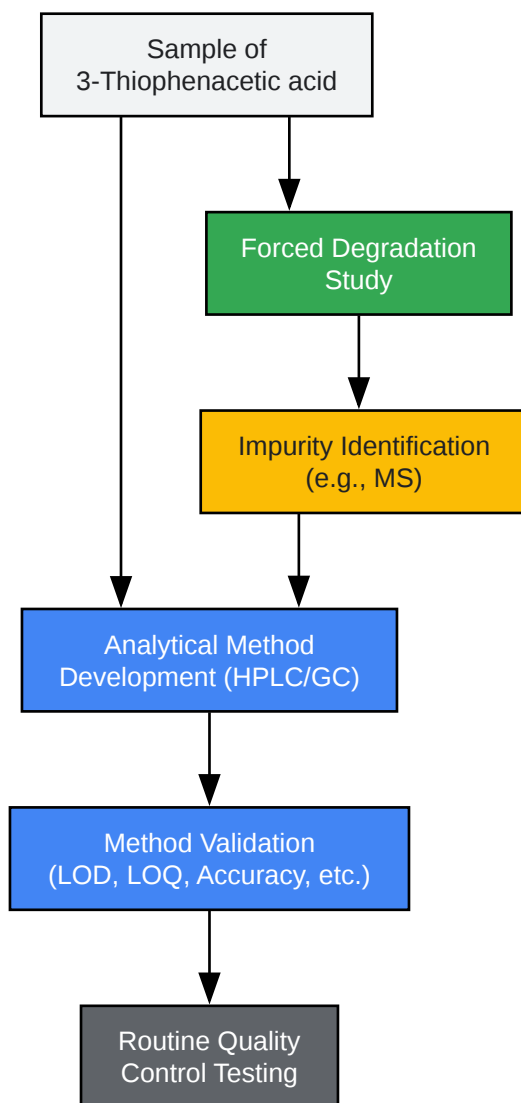 Sample of
3-Thiophenacetic acid
Forced Degradation
Study
Impurity Identification
(e.g., MS)
Analytical Method
Development (HPLC/GC)
Method Validation
(LOD, LOQ, Accuracy, etc.)
Routine Quality
Control Testing